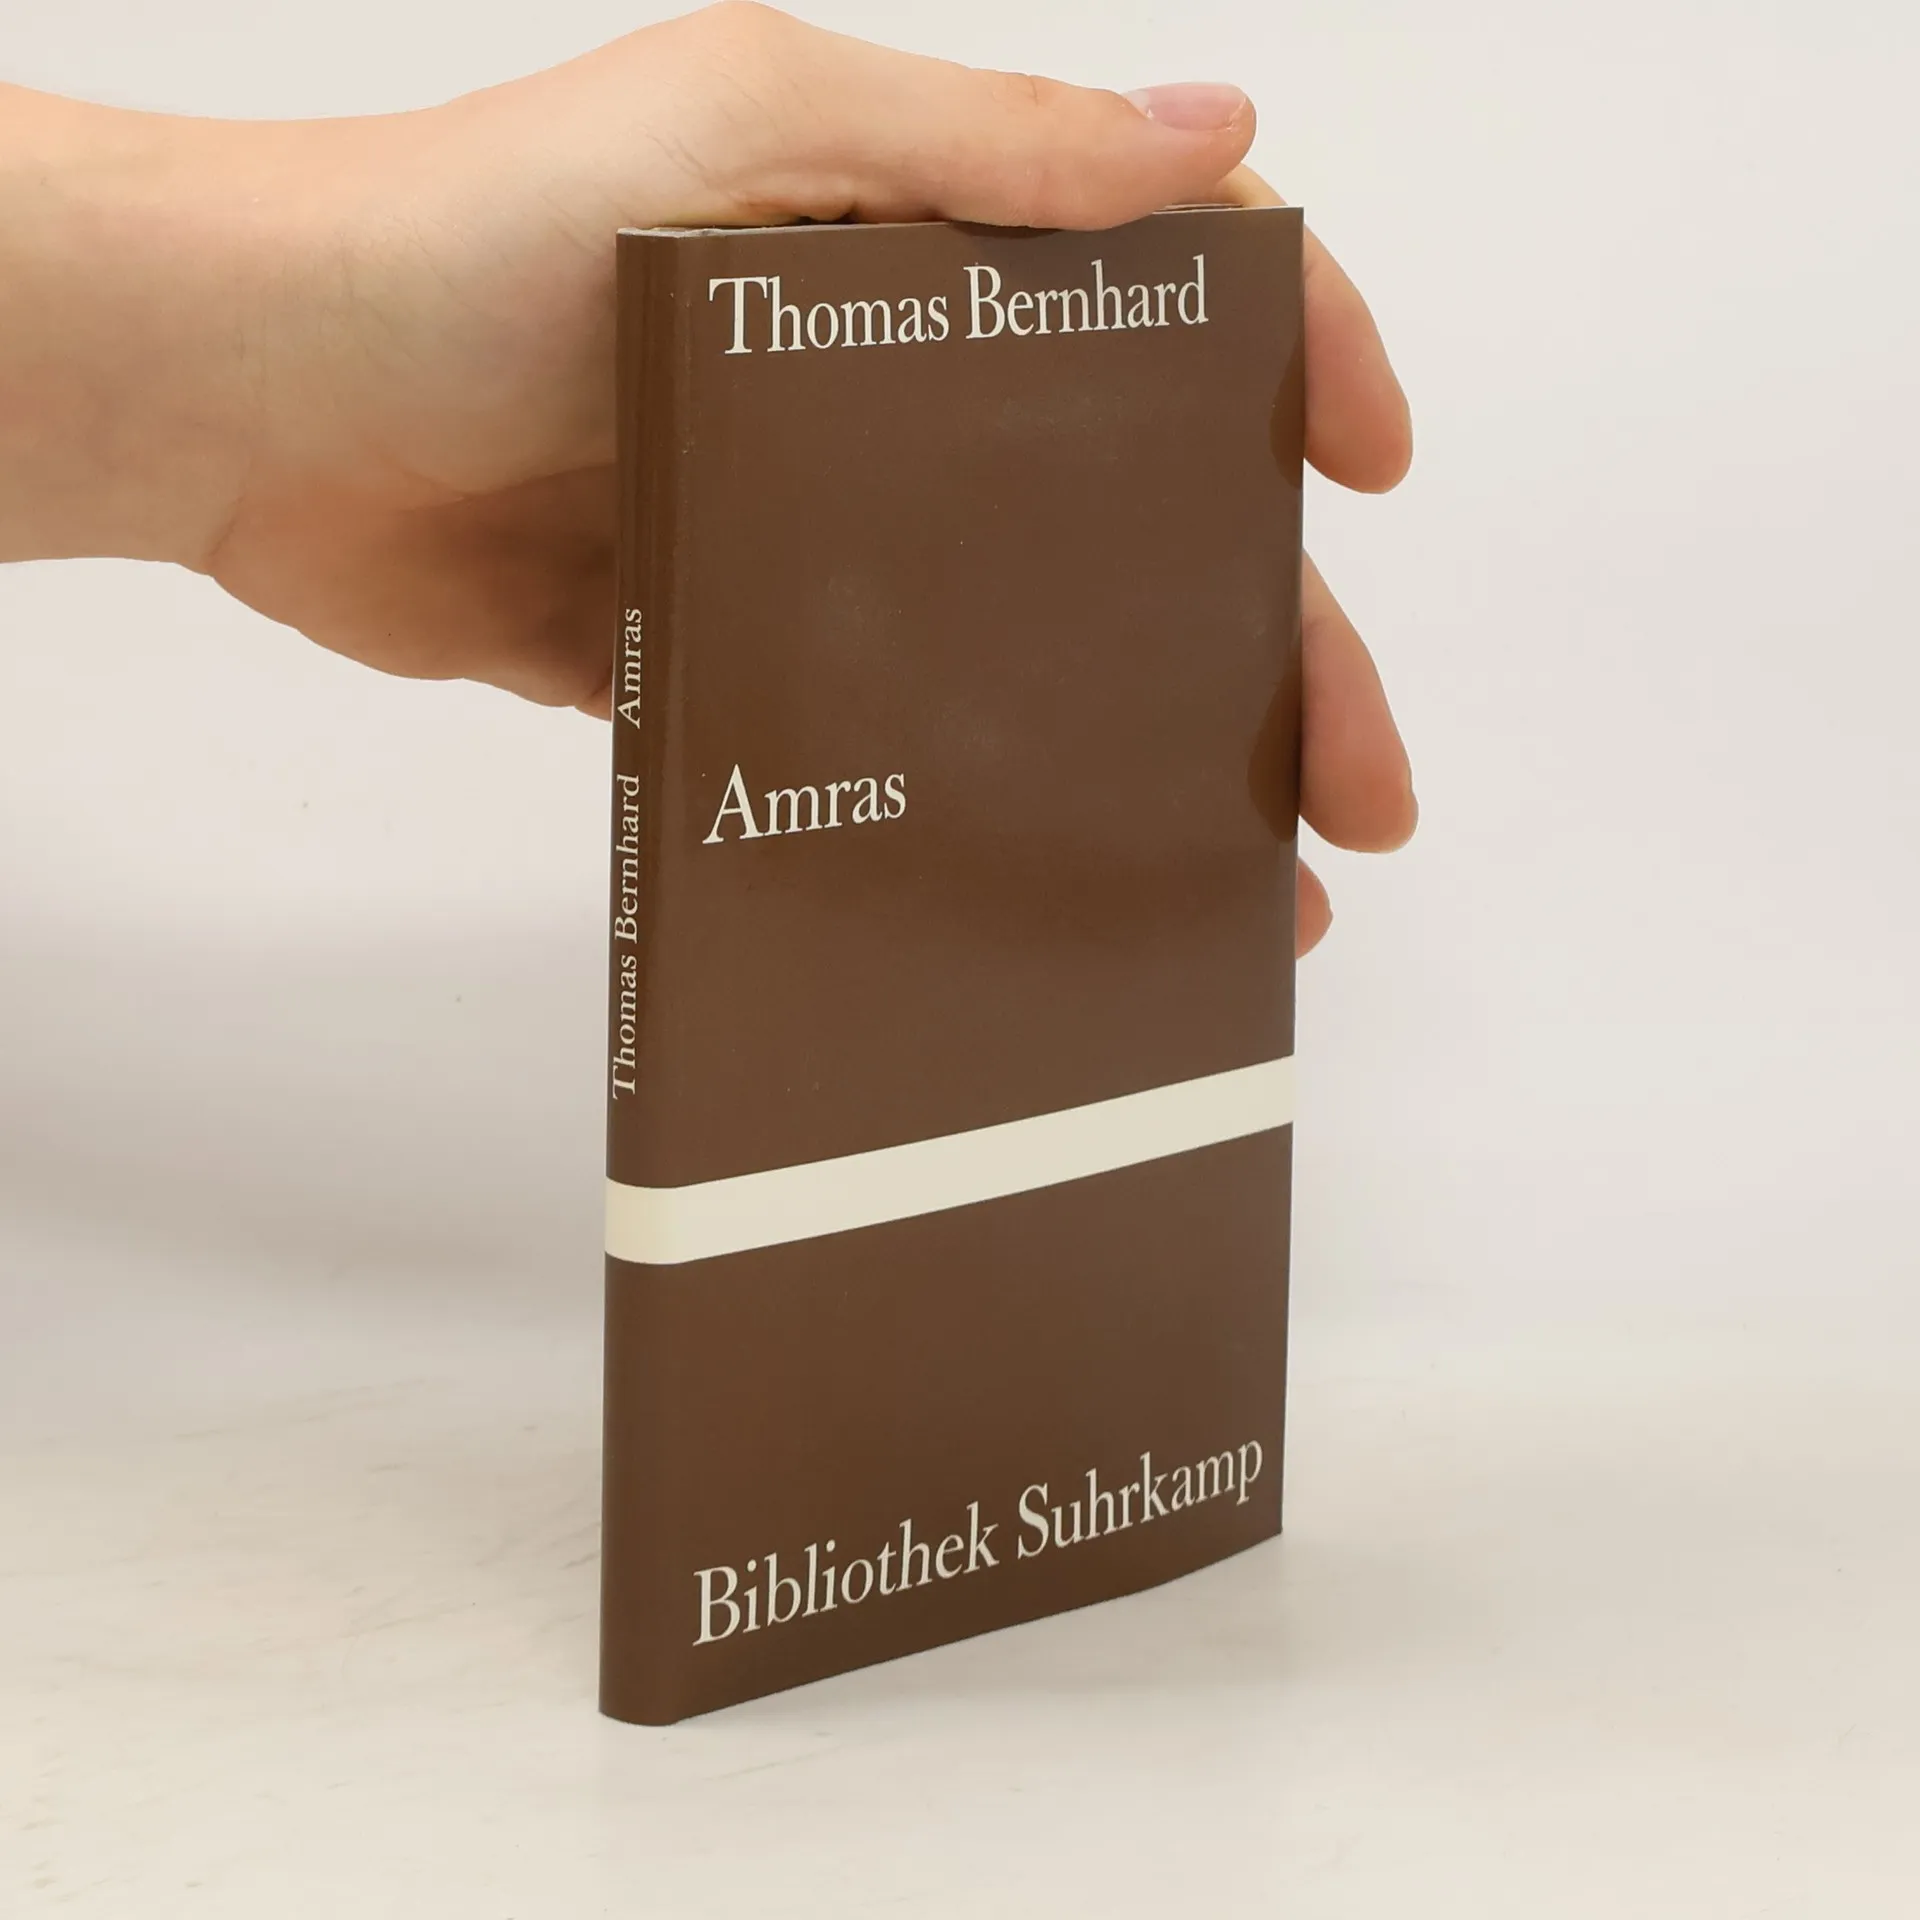 Thomas Bernhard
Amras
Bibliothek Suhrkamp
Thomas Bernhard Amras